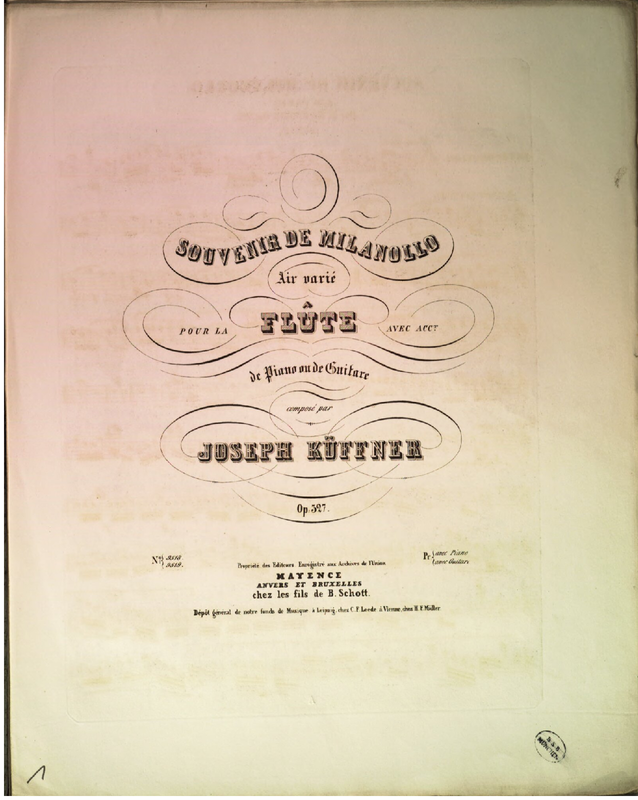 SOUVENIR DE MILANOLLO
Air varié
POUR LA FLÛTE AVEC ACCT
de Piano ou de Guitare
composé par
JOSEPH KÜFFNER
Op. 327.
Nos 
Propriété des Editeurs. Enregistré aux Archives de l'Union.
Pr. avec Piano
avec Guitare
MAYENCE
ANVERS ET BRUXELLES
chez les fils de B. Schott.
Dépôt général de notre fonds de Musique à Leipzig, chez C. F. Leede à Vienne, chez H. F. Müller